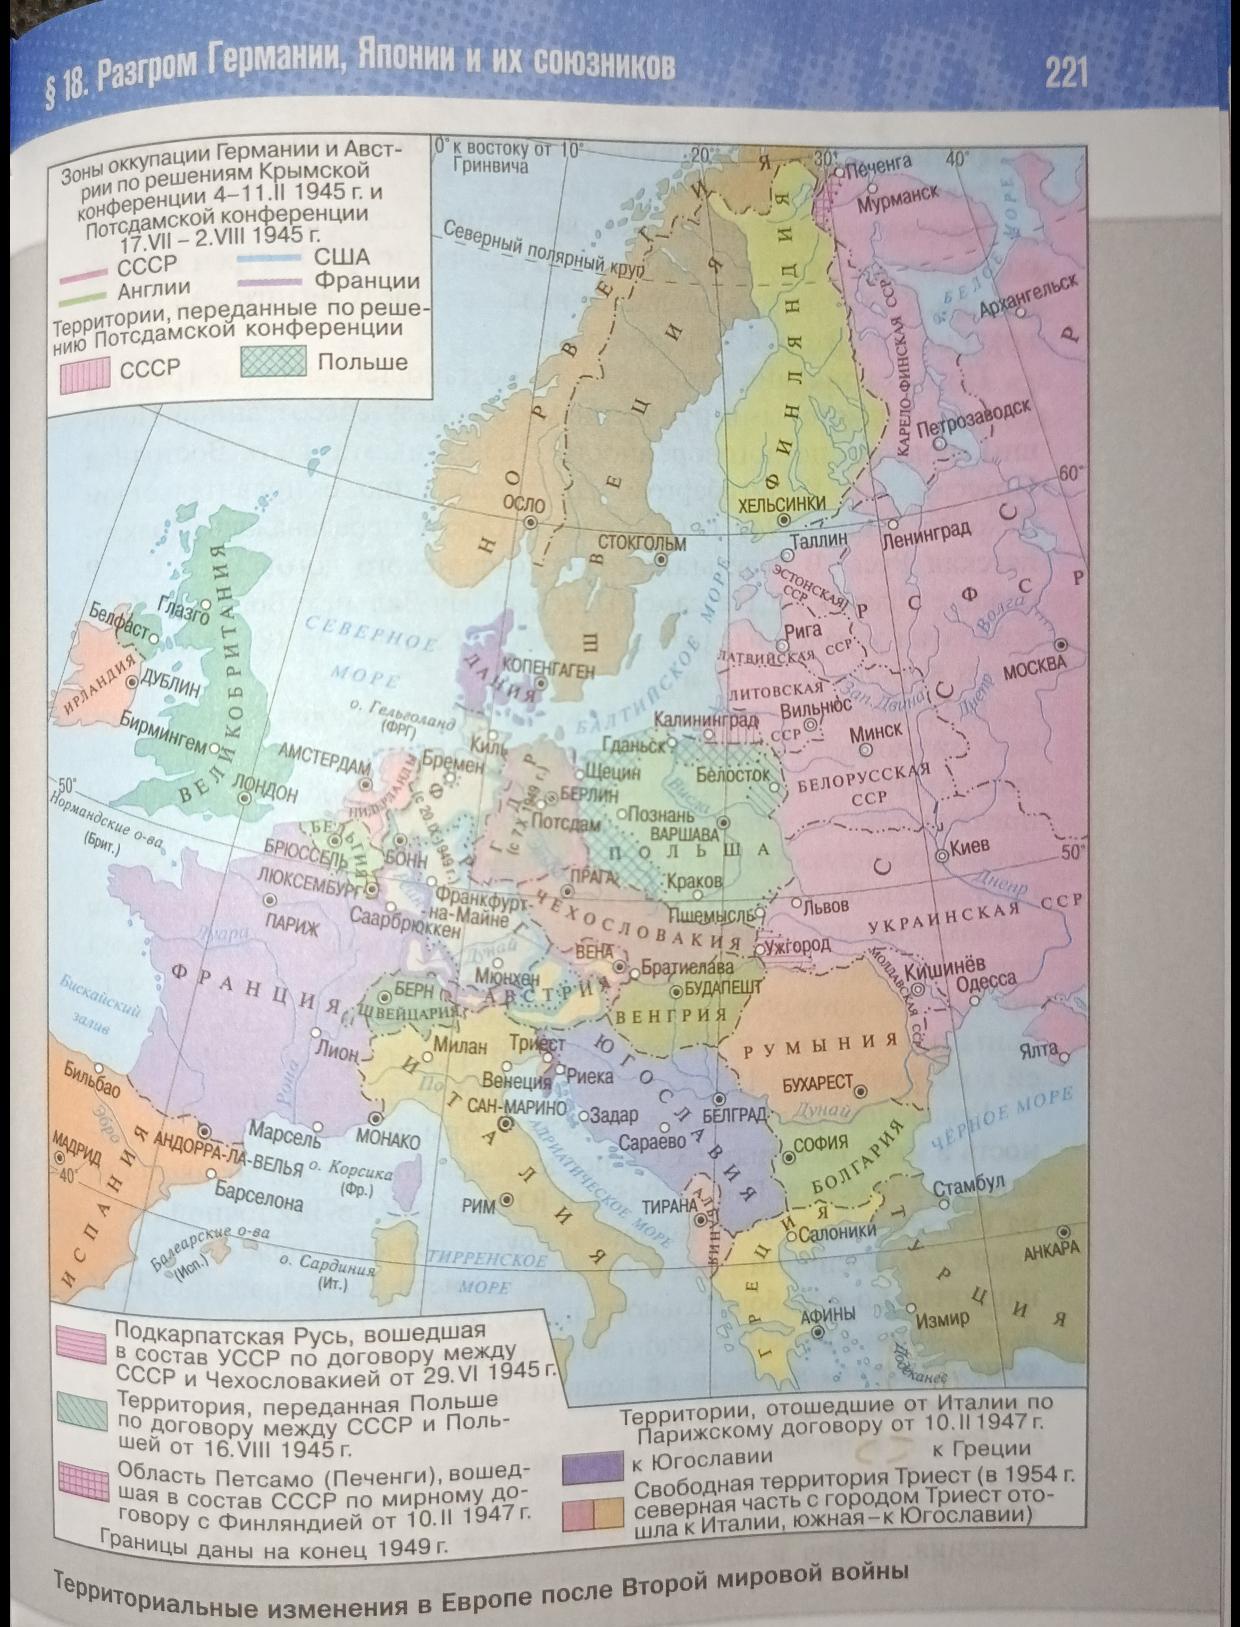 § 18. Разгром Германии, Японии и их союзников
221
Зоны оккупации Германии и Авст-
рии по решениям Крымской
конференции 4–11.II 1945 г. и
Потсдамской конференции
17.VII – 2.VIII 1945 г.
СССР
США
Англии
Франции
Территории, переданные по реше-
нию Потсдамской конференции
СССР
Польше
0° к востоку от 10°
Гринвича
20°
30°
40°
Печенга
Мурманск
Северный полярный круг
БЕЛОЕ МОРЕ
Архангельск
НОРВЕГИЯ
ШВЕЦИЯ
ФИНЛЯНДИЯ
КАРЕЛО-ФИНСКАЯ ССР
Петрозаводск
60°
ОСЛО
ХЕЛЬСИНКИ
СТОКГОЛЬМ
Таллин
Ленинград
ЭСТОНСКАЯ
ССР
РСФСР
Волга
СССР
Глазго
Белфаст
ВЕЛИКОБРИТАНИЯ
СЕВЕРНОЕ
МОРЕ
Рига
ЛАТВИЙСКАЯ ССР
МОСКВА
ИРЛАНДИЯ
ДУБЛИН
ДАНИЯ
КОПЕНГАГЕН
БАЛТИЙСКОЕ МОРЕ
ЛИТОВСКАЯ
ССР
Вильнюс
Зап. Двина
Днепр
о. Гельголанд
(ФРГ)
Бирмингем
Калининград
Минск
Киль
Гданьск
АМСТЕРДАМ
Бремен
Щецин
Белосток
БЕЛОРУССКАЯ
ССР
50°
ЛОНДОН
НИДЕРЛАНДЫ
БЕРЛИН
Висла
Нормандские о-ва
(Брит.)
Потсдам
Познань
ВАРШАВА
БЕЛЬГИЯ
ФРГ
(с 20.IX 1949 г.)
ГДР
(с 7.X 1949 г.)
ПОЛЬША
Киев
50°
БРЮССЕЛЬ
БОНН
ЛЮКСЕМБУРГ
ПРАГА
Краков
Днепр
Франкфурт-
на-Майне
ПАРИЖ
Саарбрюккен
Пшемысль
Львов
ЧЕХОСЛОВАКИЯ
УКРАИНСКАЯ ССР
Луара
Дунай
ВЕНА
Ужгород
Братиелава
МОЛДАВСКАЯ ССР
Кишинёв
Одесса
ФРАНЦИЯ
Мюнхен
БЕРН
АВСТРИЯ
БУДАПЕШТ
Бискайский
залив
ШВЕЙЦАРИЯ
ВЕНГРИЯ
Лион
Милан
Триест
РУМЫНИЯ
Ялта
Бильбао
Рона
По
Венеция
Риека
БУХАРЕСТ
Эбро
САН-МАРИНО
Задар
БЕЛГРАД
Дунай
ЮГОСЛАВИЯ
МАДРИД
АНДОРРА-ЛА-ВЕЛЬЯ
Марсель
МОНАКО
Сараево
СОФИЯ
ЧЁРНОЕ МОРЕ
40°
о. Корсика
(Фр.)
АДРИАТИЧЕСКОЕ МОРЕ
БОЛГАРИЯ
Барселона
ИТАЛИЯ
РИМ
ТИРАНА
АЛБАНИЯ
Стамбул
ИСПАНИЯ
Балеарские о-ва
(Исп.)
о. Сардиния
(Ит.)
ТИРРЕНСКОЕ
МОРЕ
ГРЕЦИЯ
Салоники
ТУРЦИЯ
АНКАРА
АФИНЫ
Измир
Додеканес
Подкарпатская Русь, вошедшая
в состав УССР по договору между
СССР и Чехословакией от 29.VI 1945 г.
Территория, переданная Польше
по договору между СССР и Поль-
шей от 16.VIII 1945 г.
Область Петсамо (Печенги), вошед-
шая в состав СССР по мирному до-
говору с Финляндией от 10.II 1947 г.
Границы даны на конец 1949 г.
Территории, отошедшие от Италии по
Парижскому договору от 10.II 1947 г.
к Югославии
к Греции
Свободная территория Триест (в 1954 г.
северная часть с городом Триест ото-
шла к Италии, южная–к Югославии)
Территориальные изменения в Европе после Второй мировой войны